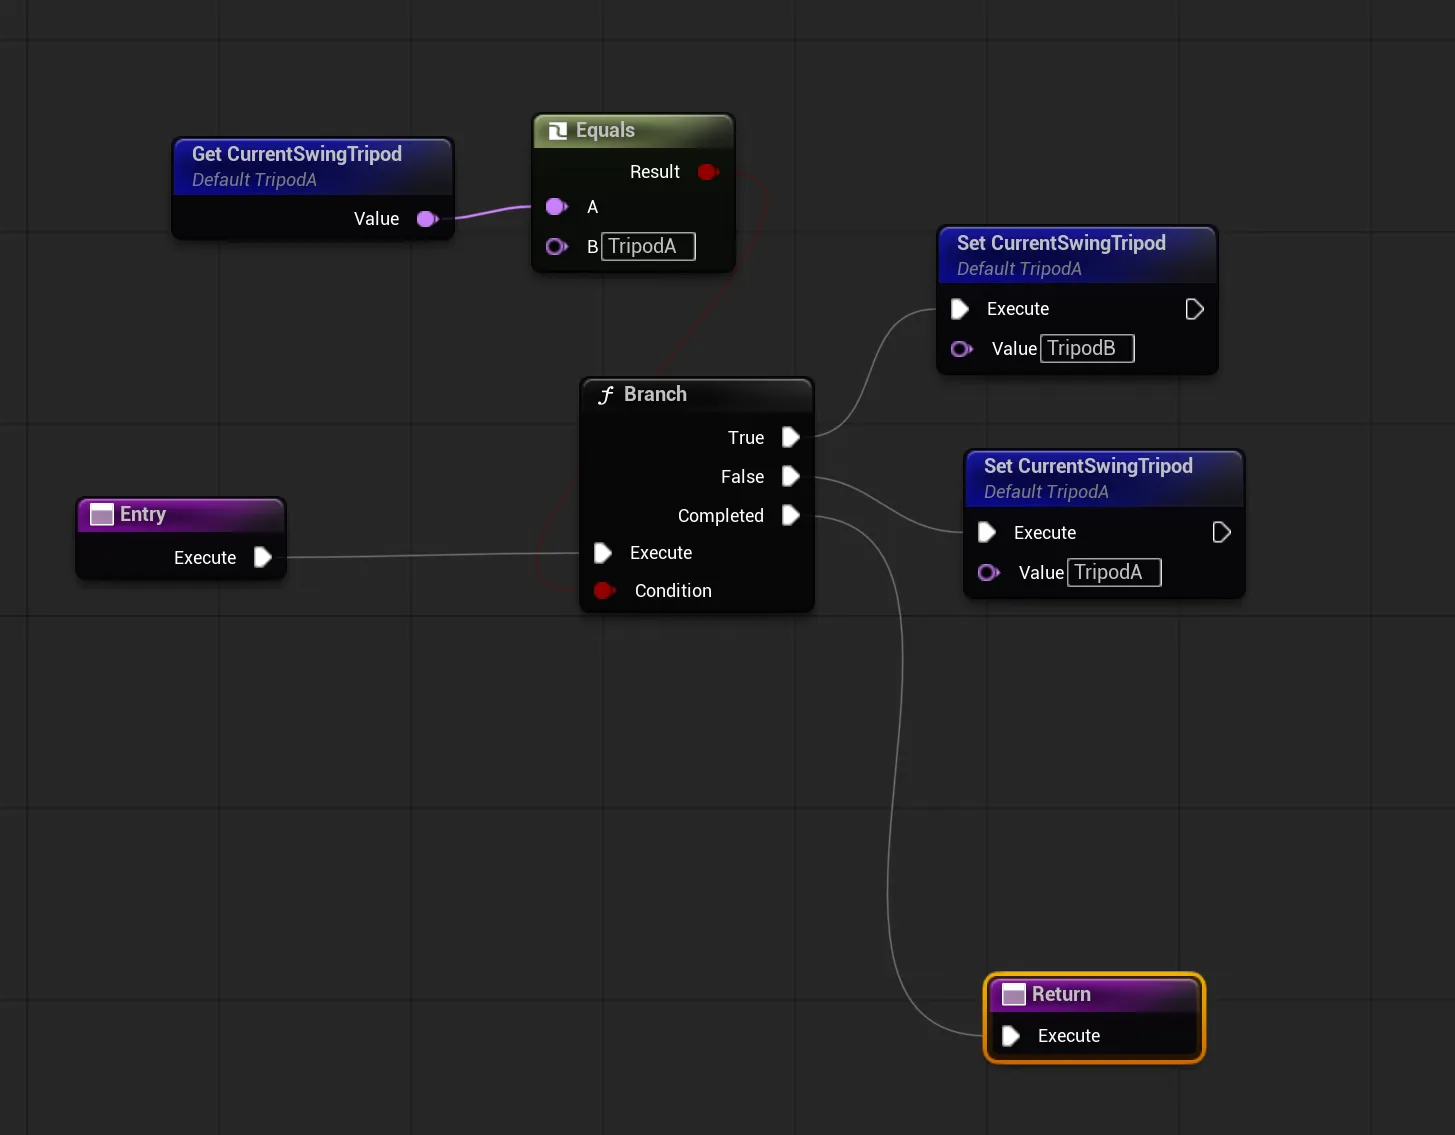 Get CurrentSwingTripod
Default TripodA
Value
Equals
Result
A
B TripodA
Set CurrentSwingTripod
Default TripodA
Execute
Value TripodB
Branch
True
False
Completed
Execute
Condition
Set CurrentSwingTripod
Default TripodA
Execute
Value TripodA
Entry
Execute
Return
Execute